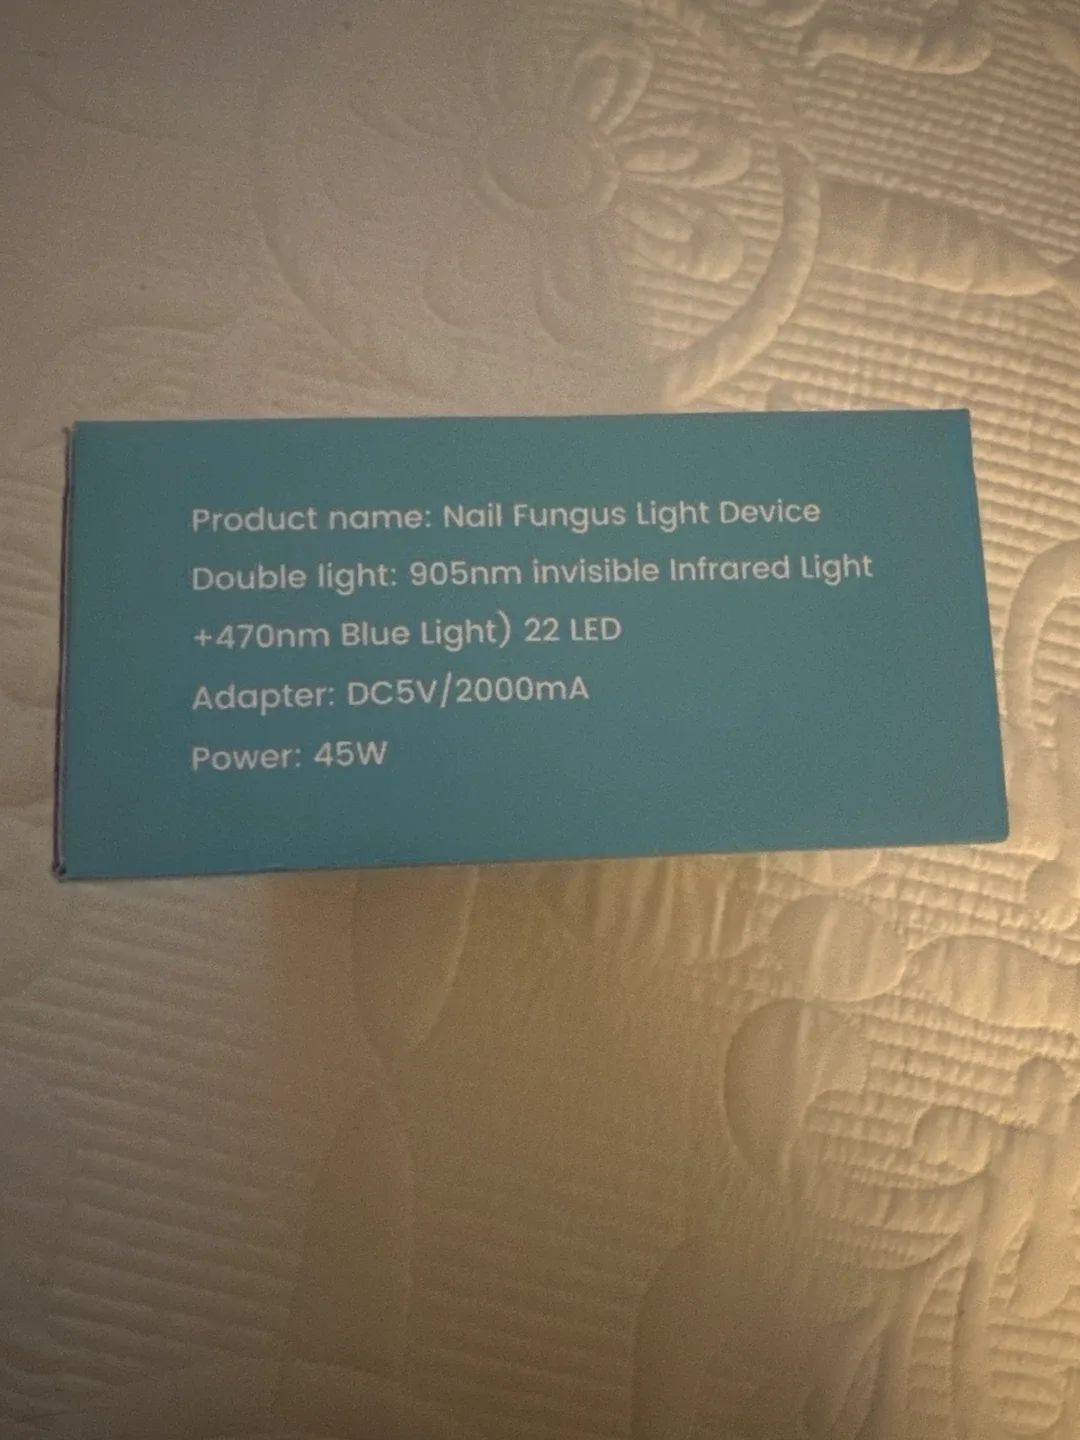 Product name: Nail Fungus Light Device
Double light: 905nm invisible Infrared Light
+470nm Blue Light) 22 LED
Adapter: DC5V/2000mA
Power: 45W